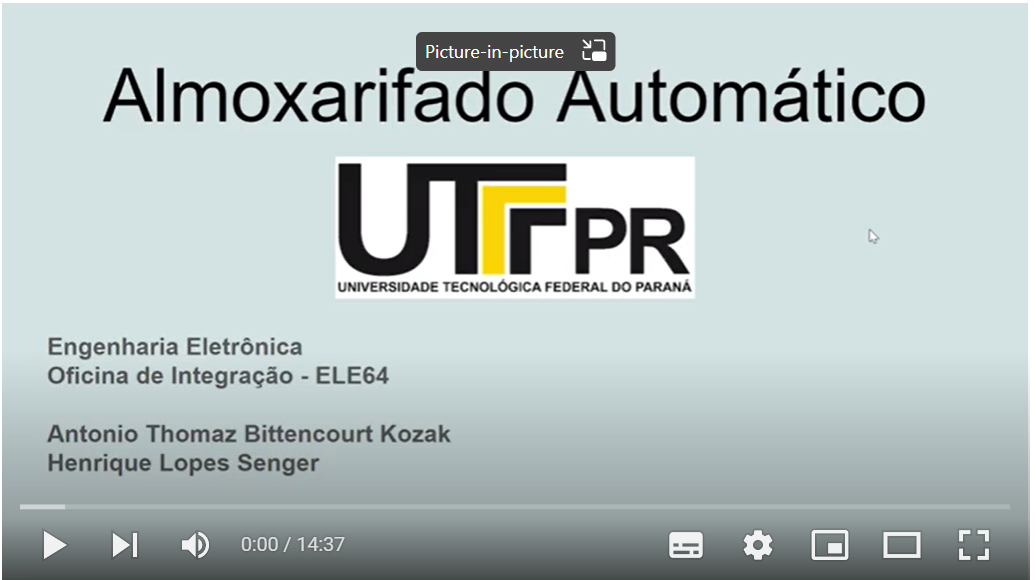 Picture-in-picture
Almoxarifado Automático
UTFPR
UNIVERSIDADE TECNOLÓGICA FEDERAL DO PARANÁ
Engenharia Eletrônica
Oficina de Integração - ELE64
Antonio Thomaz Bittencourt Kozak
Henrique Lopes Senger
0:00 / 14:37